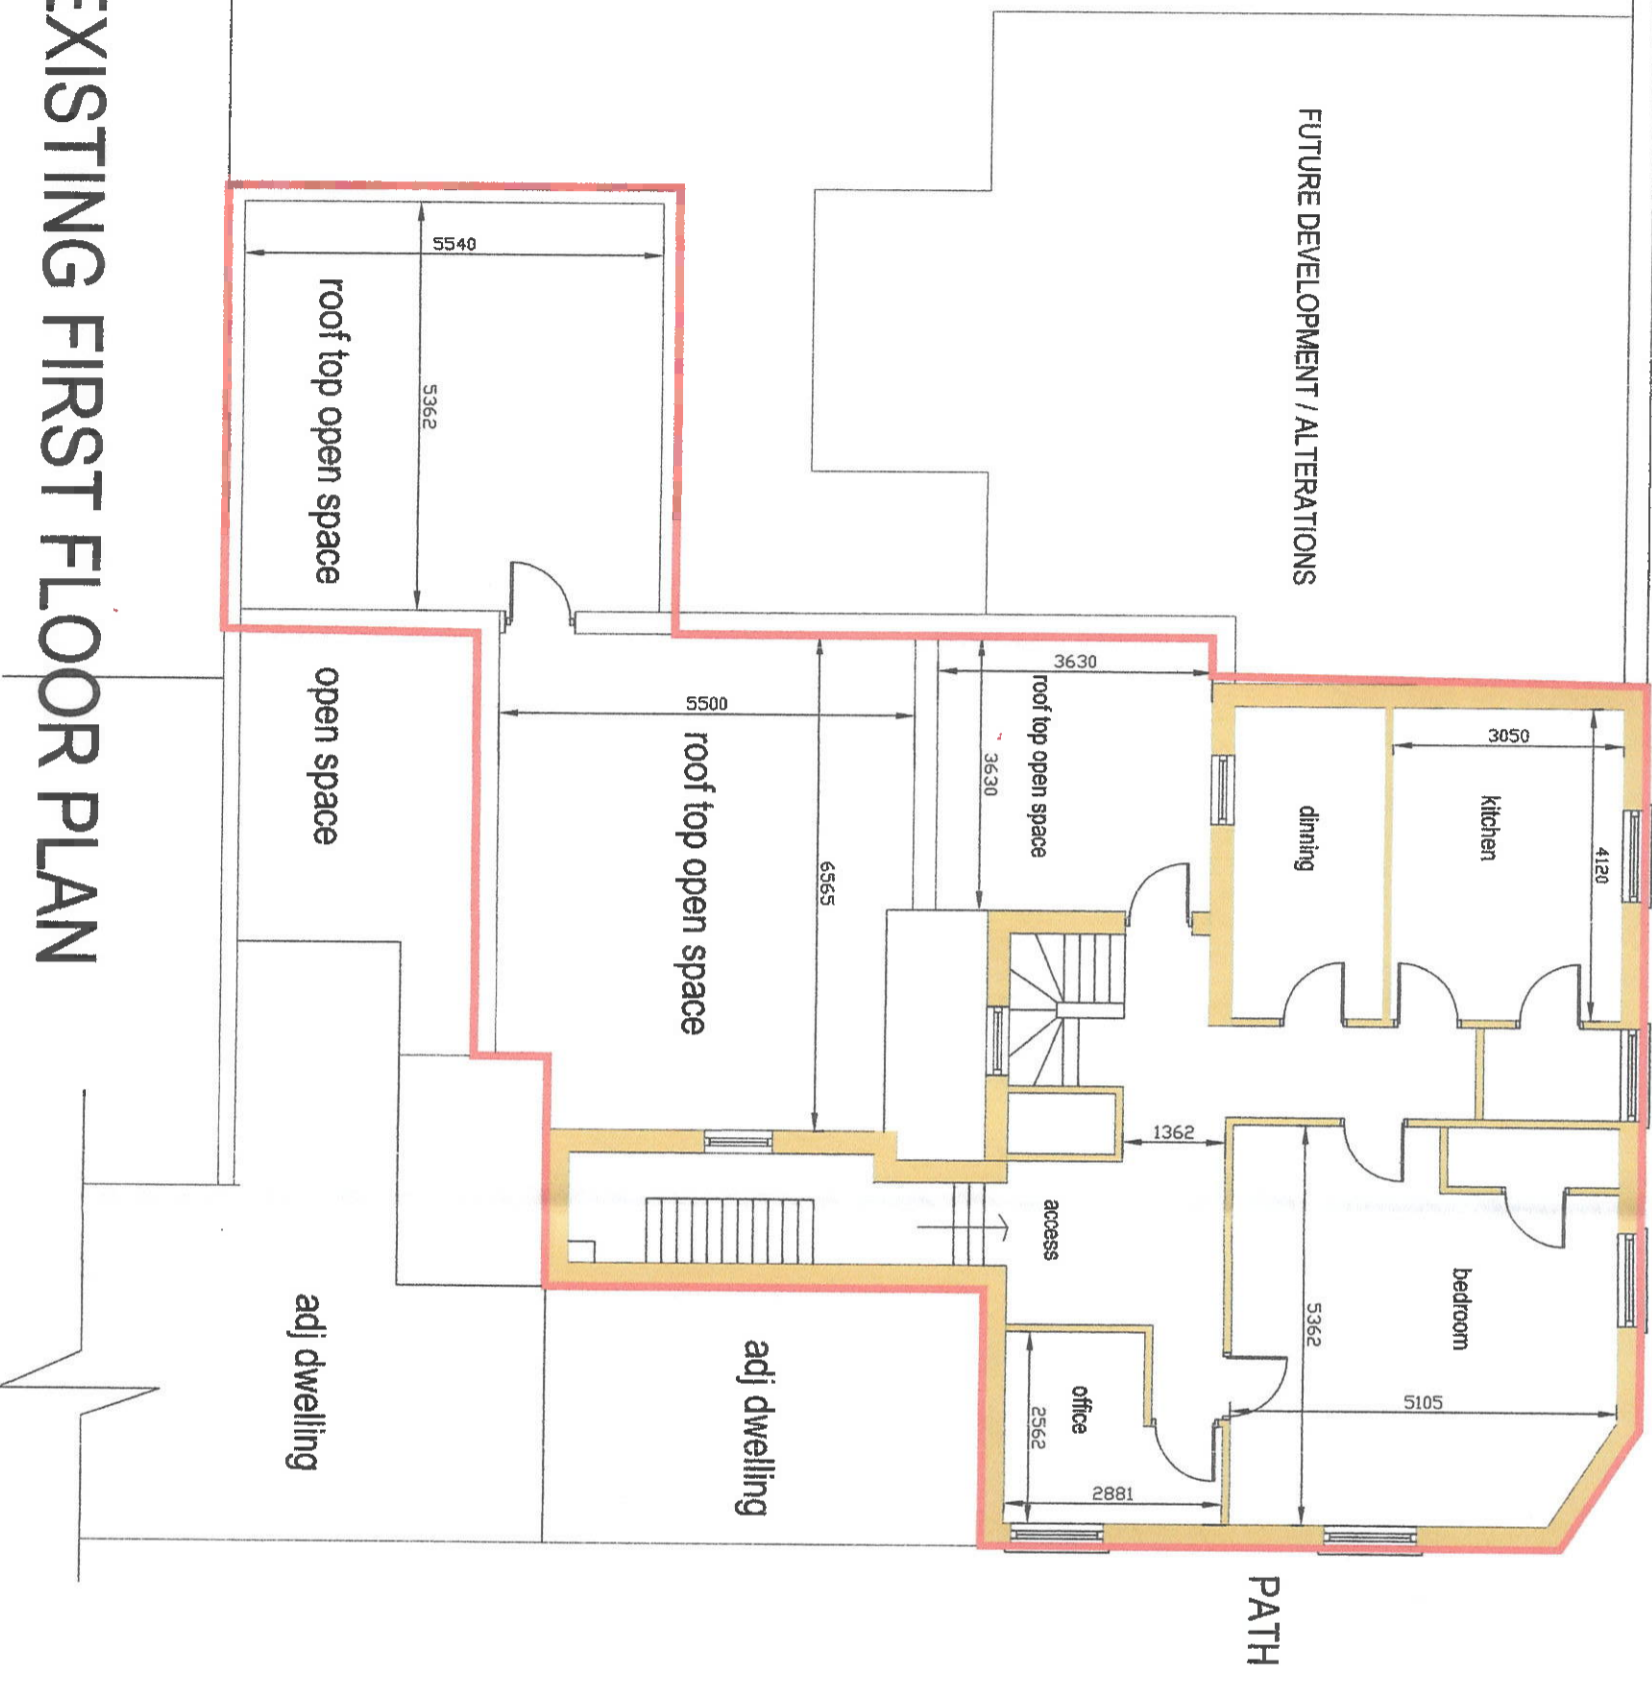 FUTURE DEVELOPMENT / ALTERATIONS
3050
4120
kitchen
dinning
3630
3630
roof top open space
5540
5362
roof top open space
5500
6565
roof top open space
open space
1362
access
bedroom
5362
5105
office
2562
2881
adj dwelling
adj dwelling
PATH
EXISTING FIRST FLOOR PLAN